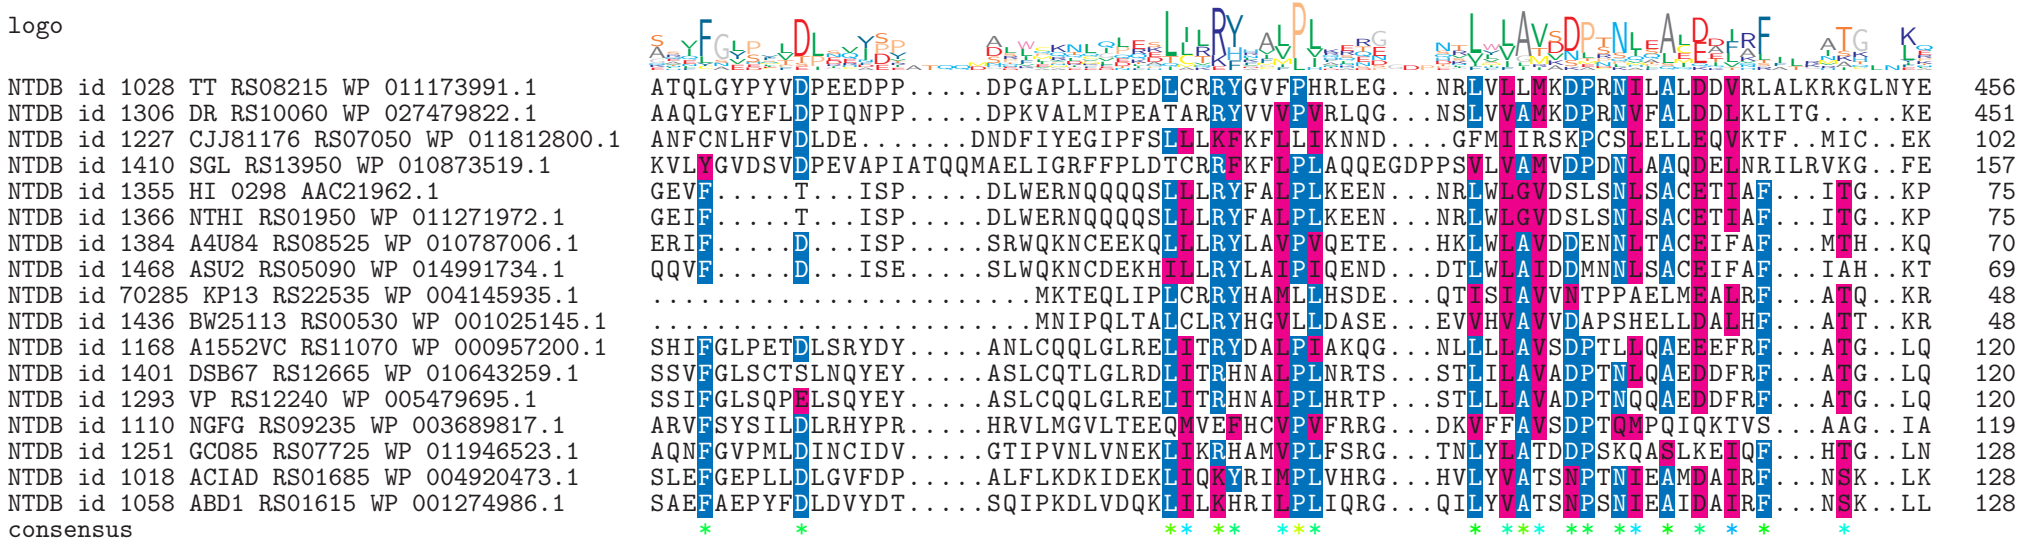 logo
NTDB id 1028 TT RS08215 WP 011173991.1 ATQLGYPYVDPEEDPP.....DPGAPLLLPEDLCRRYGVFPHRLEG...NRLVLLMKDPRNILALDDVRLALKRKGLNYE 456
NTDB id 1306 DR RS10060 WP 027479822.1 AAQLGYEFLDPIQNPP.....DPKVALMIPEATARRYVVVPVRLQG...NSLVVAMKDPRNVFALDDLKLITG.....KE 451
NTDB id 1227 CJJ81176 RS07050 WP 011812800.1 ANFCNLHFVDLDE.......DNDFIYEGIPFSLLLKFKFLLIKNND....GFMITRSKPCSLELLEQVKTF..MIC..EK 102
NTDB id 1410 SGL RS13950 WP 010873519.1 KVLYGVDSVDPEVAPIATQQMAELIGRFFPLDTCRRFKFLPLAQQEGDPPSVLVAMVDPDNLAAQDELNRILRVKG..FE 157
NTDB id 1355 HI 0298 AAC21962.1 GEVF.....T...ISP.....DLWERNQQQQSLLLRYFALPLKEEN...NRLWLGVDSLSNLSACETIAF...ITG..KP 75
NTDB id 1366 NTHI RS01950 WP 011271972.1 GEIF.....T...ISP.....DLWERNQQQQSLLLRYFALPLKEEN...NRLWLGVDSLSNLSACETIAF...ITG..KP 75
NTDB id 1384 A4U84 RS08525 WP 010787006.1 ERIF.....D...ISP.....SRWQKNCEEKQLLLRYLAVPVQETE...HKLWLAVDDENNLTACEIFAF...MTH..KQ 70
NTDB id 1468 ASU2 RS05090 WP 014991734.1 QQVF.....D...ISE.....SLWQKNCDEKHILLRYLAIPIQEND...DTLWLAIDDMNNLSACEIFAF...IAH..KT 69
NTDB id 70285 KP13 RS22535 WP 004145935.1 ........................MKTEQLIPLCRRYHAMLLHSDE...QTISIAVVNTPPAELMEALRF...ATQ..KR 48
NTDB id 1436 BW25113 RS00530 WP 001025145.1 ........................MNIPQLTALCLRYHGVLLDASE...EVVHVAVVDAPSHELLDALHF...ATT..KR 48
NTDB id 1168 A1552VC RS11070 WP 000957200.1 SHIFGLPETDLSRYDY.....ANLCQQLGLRELITRYDALPIAKQG...NLLLLAVSDPTLLQAEEEFRF...ATG..LQ 120
NTDB id 1401 DSB67 RS12665 WP 010643259.1 SSVFGLSCTSLNQYEY.....ASLCQTLGLRDLITRHNALPLNRTS...STLILAVADPTNLQAEDDFRF...ATG..LQ 120
NTDB id 1293 VP RS12240 WP 005479695.1 SSIFGLSQPELSQYEY.....ASLCQQLGLRELITRHNALPLHRTP...STLLLAVADPTNQQAEDDFRF...ATG..LQ 120
NTDB id 1110 NGFG RS09235 WP 003689817.1 ARVFSYSILDLRHYPR.....HRVLMGVLTEEQMVEFHCVPVFRRG...DKVFFAVSDPTQMPQIQKTVS...AAG..IA 119
NTDB id 1251 GCO85 RS07725 WP 011946523.1 AQNFGVPMLDINCIDV.....GTIPVNLVNEKLIKRHAMVPLFSRG...TNLYLATDDPSKQASLKEIQF...HTG..LN 128
NTDB id 1018 ACIAD RS01685 WP 004920473.1 SLEFGEPLLDLGVFDP.....ALFLKDKIDEKLIQKYRIMPLVHRG...HVLYVATSNPTNIEAMDAIRF...NSK..LK 128
NTDB id 1058 ABD1 RS01615 WP 001274986.1 SAEFAEPYFDLDVYDT.....SQIPKDLVDQKLILKHRILPLIQRG...QILYVATSNPSNIEAIDAIRF...NSK..LL 128
consensus * * ** ** *** * *** ** ** * * * * *